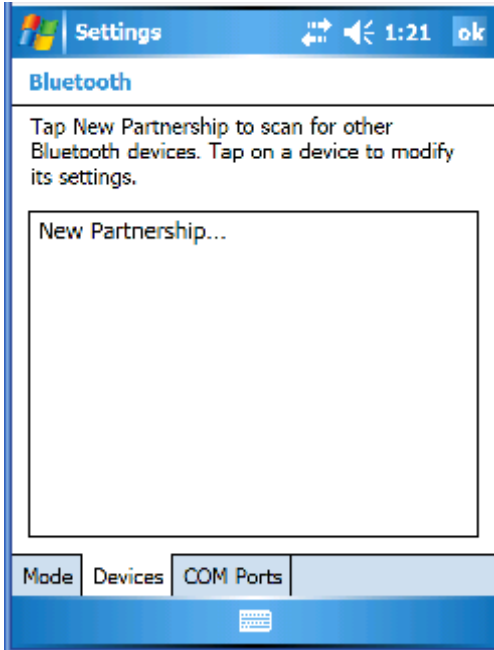 Settings 1:21 ok
Bluetooth
Tap New Partnership to scan for other
Bluetooth devices. Tap on a device to modify
its settings.
New Partnership...
Mode Devices COM Ports